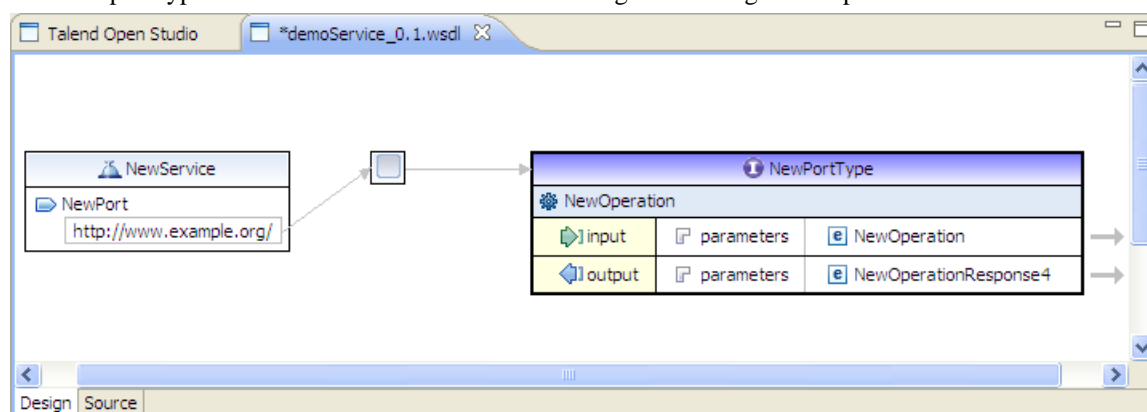 Talend Open Studio
*demoService_0.1.wsdl
NewService
NewPort
http://www.example.org/
NewPortType
NewOperation
input parameters NewOperation
output parameters NewOperationResponse4
Design Source